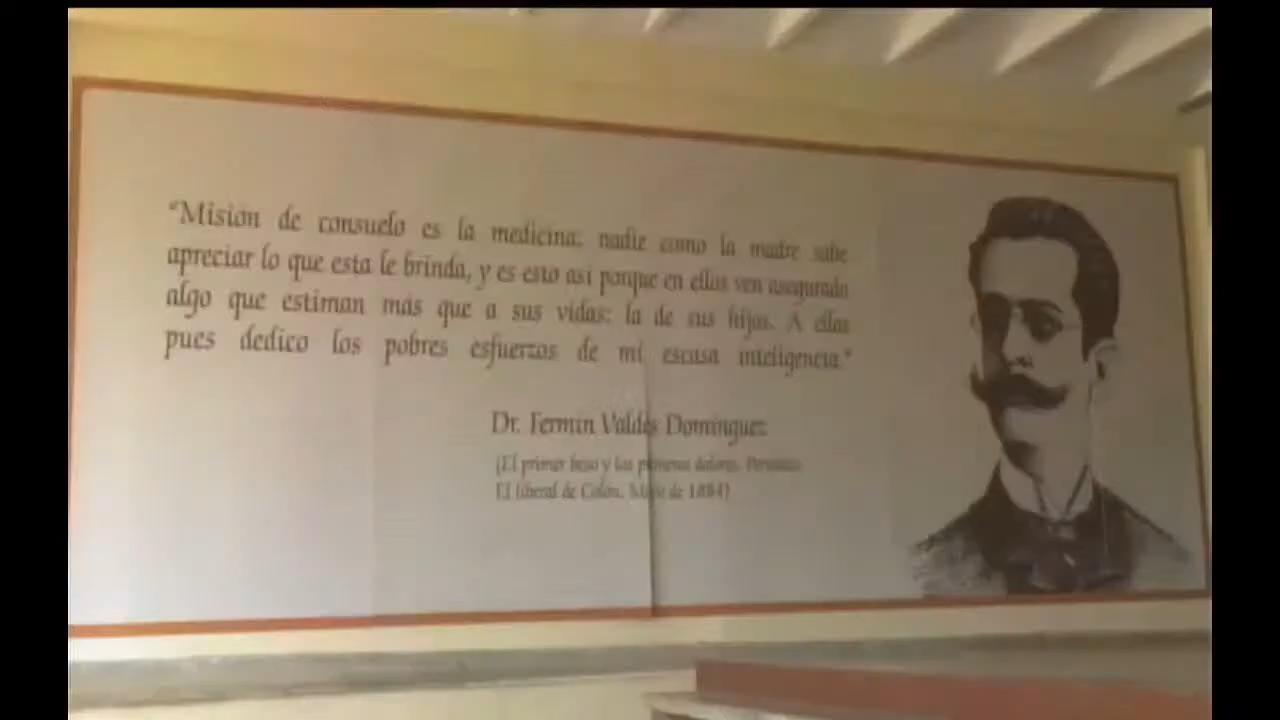 "Misión de consuelo es la medicina; nadie como la madre sabe
apreciar lo que esta le brinda, y es esto así porque en ellas ven asegurado
algo que estiman más que a sus vidas: la de sus hijos. A ellas
pues dedico los pobres esfuerzos de mi escasa inteligencia."
Dr. Fermín Valdés Domínguez
(El primer beso y los primeros dolores. Periódico
El liberal de Colón. Mayo de 1884)